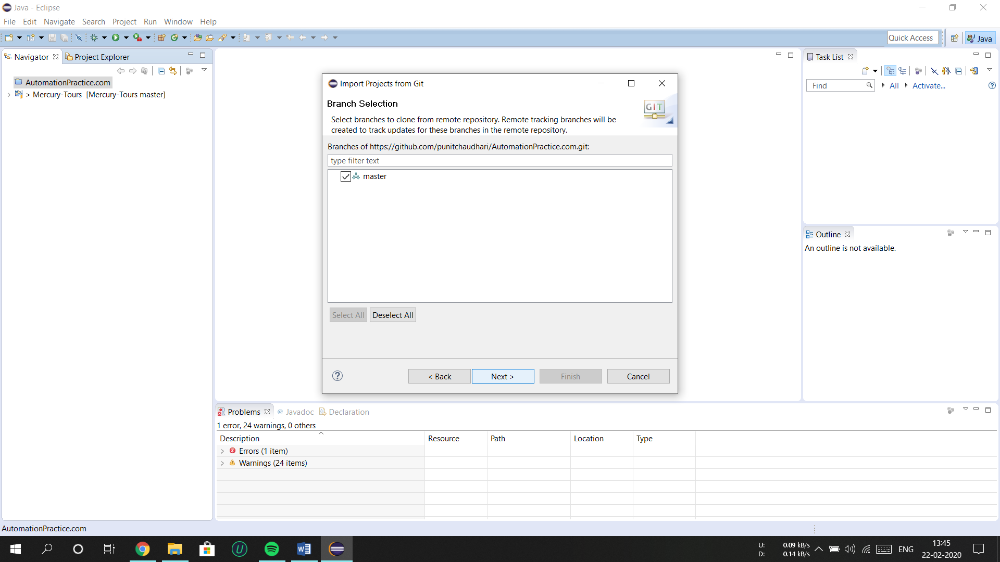 Java - Eclipse
File Edit Navigate Search Project Run Window Help
Quick Access
Java
Navigator Project Explorer
AutomationPractice.com
> Mercury-Tours [Mercury-Tours master]
Import Projects from Git
Branch Selection
GIT
Select branches to clone from remote repository. Remote tracking branches will be
created to track updates for these branches in the remote repository.
Branches of https://github.com/punitchaudhari/AutomationPractice.com.git:
type filter text
master
Select All Deselect All
< Back Next > Finish Cancel
Task List
Find All Activate...
Outline
An outline is not available.
Problems @ Javadoc Declaration
1 error, 24 warnings, 0 others
Description Resource Path Location Type
Errors (1 item)
Warnings (24 items)
AutomationPractice.com
U: 0.09 kB/s
D: 0.14 kB/s
ENG
13:45
22-02-2020